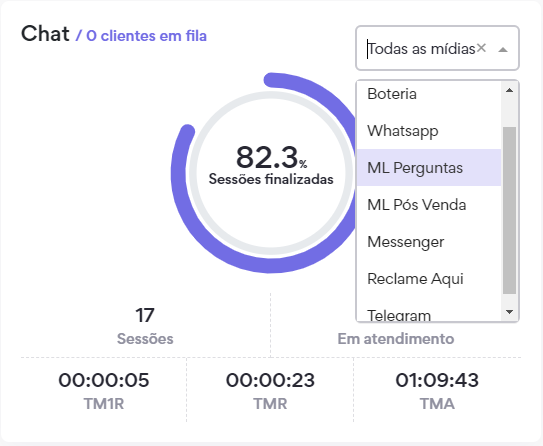 Chat / 0 clientes em fila
Todas as mídias
Boteria
Whatsapp
ML Perguntas
ML Pós Venda
Messenger
Reclame Aqui
Telegram
82.3%
Sessões finalizadas
17
Sessões
Em atendimento
00:00:05
TM1R
00:00:23
TMR
01:09:43
TMA